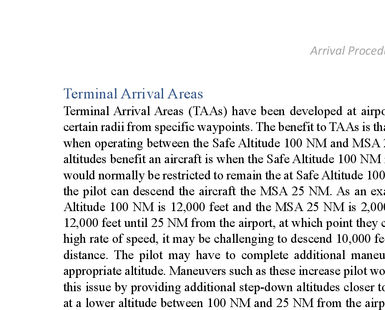 Arrival Proced
Terminal Arrival Areas
Terminal Arrival Areas (TAAs) have been developed at airpo
certain radii from specific waypoints. The benefit to TAAs is tha
when operating between the Safe Altitude 100 NM and MSA 2
altitudes benefit an aircraft is when the Safe Altitude 100 NM
would normally be restricted to remain the at Safe Altitude 100
the pilot can descend the aircraft the MSA 25 NM. As an exa
Altitude 100 NM is 12,000 feet and the MSA 25 NM is 2,00
12,000 feet until 25 NM from the airport, at which point they c
high rate of speed, it may be challenging to descend 10,000 fe
distance. The pilot may have to complete additional maneu
appropriate altitude. Maneuvers such as these increase pilot wo
this issue by providing additional step-down altitudes closer to
at a lower altitude between 100 NM and 25 NM from the airp